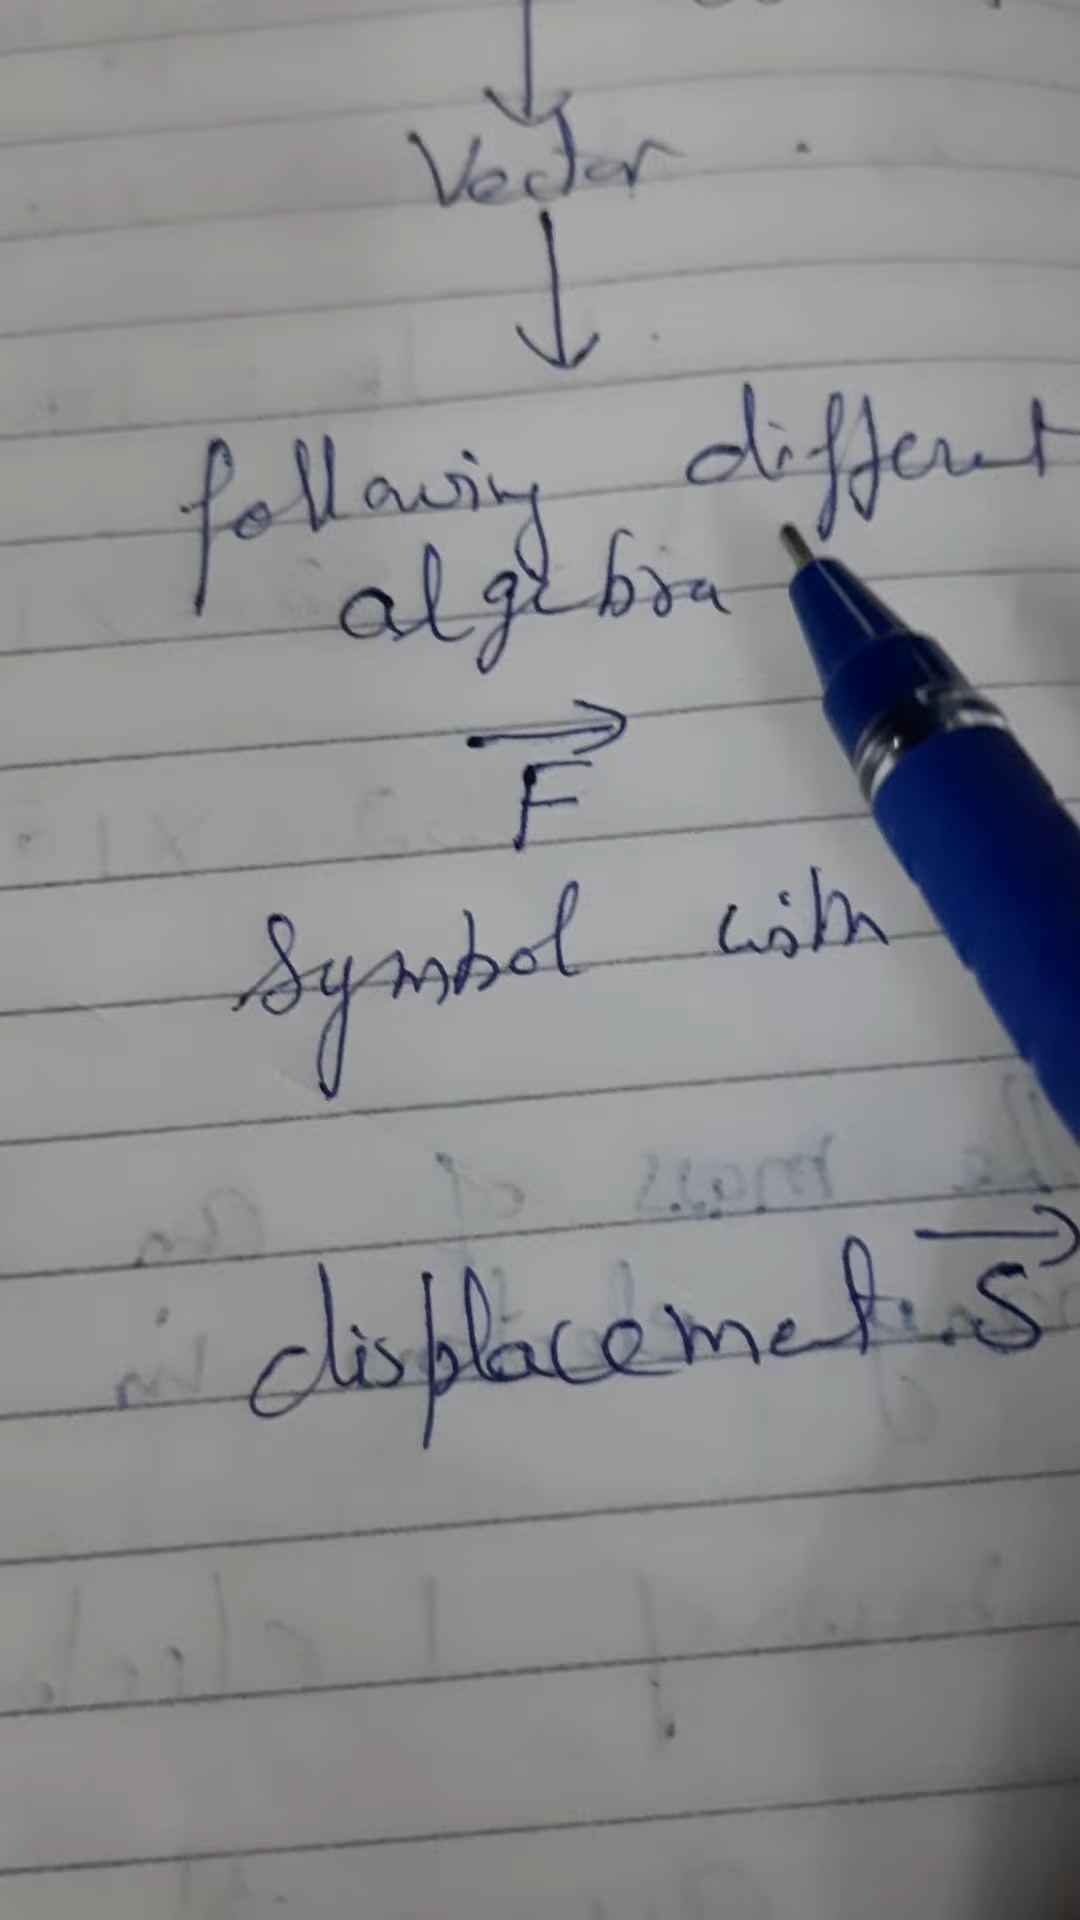 Vector
following different
algebra
F
Symbol with
displacement S